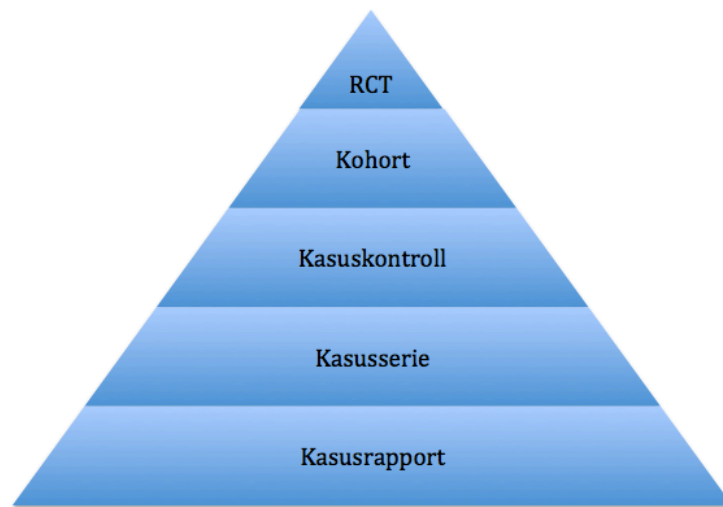 RCT
Kohort
Kasuskontroll
Kasusserie
Kasusrapport